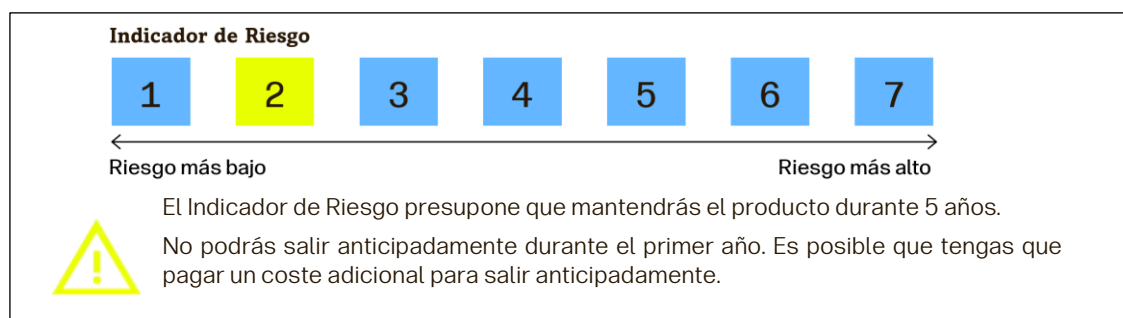 Indicador de Riesgo
1 2 3 4 5 6 7
Riesgo más bajo Riesgo más alto
El Indicador de Riesgo presupone que mantendrás el producto durante 5 años.
No podrás salir anticipadamente durante el primer año. Es posible que tengas que
pagar un coste adicional para salir anticipadamente.